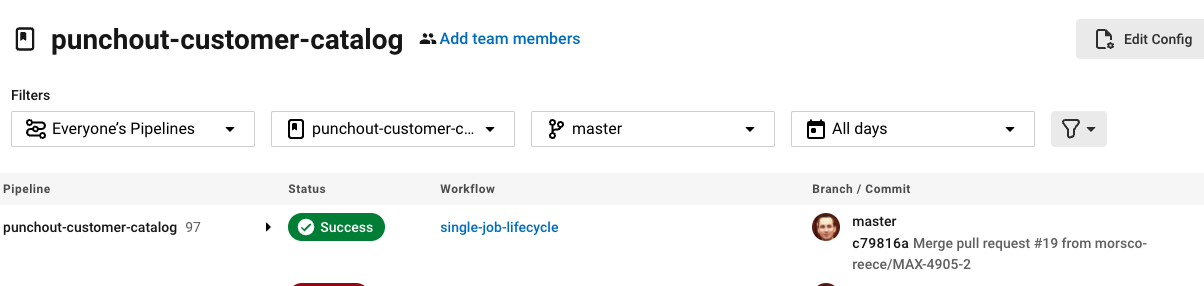 punchout-customer-catalog Add team members Edit Config
Filters
Everyone’s Pipelines punchout-customer-c... master All days
Pipeline Status Workflow Branch / Commit
punchout-customer-catalog 97 Success single-job-lifecycle master
c79816a Merge pull request #19 from morsco-
reece/MAX-4905-2